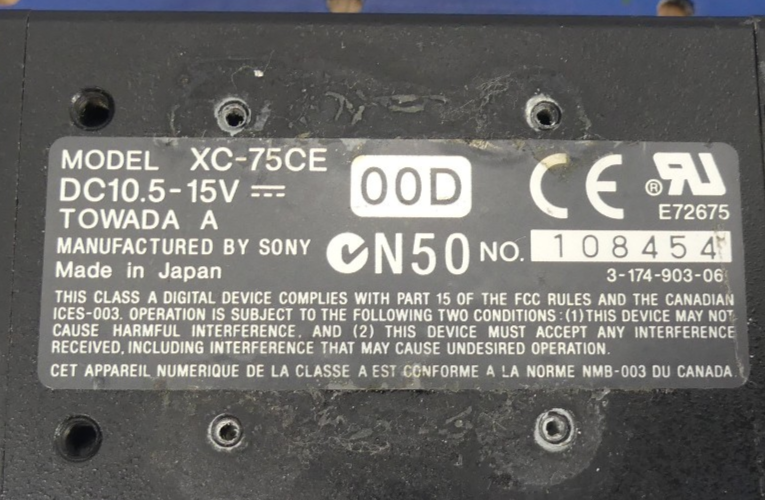 MODEL XC-75CE
DC10.5-15V ⎓
TOWADA A
MANUFACTURED BY SONY
Made in Japan
00D
CE
® RU
E72675
N50 NO. 108454
3-174-903-06
THIS CLASS A DIGITAL DEVICE COMPLIES WITH PART 15 OF THE FCC RULES AND THE CANADIAN
ICES-003. OPERATION IS SUBJECT TO THE FOLLOWING TWO CONDITIONS : (1) THIS DEVICE MAY NOT
CAUSE HARMFUL INTERFERENCE, AND (2) THIS DEVICE MUST ACCEPT ANY INTERFERENCE
RECEIVED, INCLUDING INTERFERENCE THAT MAY CAUSE UNDESIRED OPERATION.
CET APPAREIL NUMERIQUE DE LA CLASSE A EST CONFORME A LA NORME NMB-003 DU CANADA.